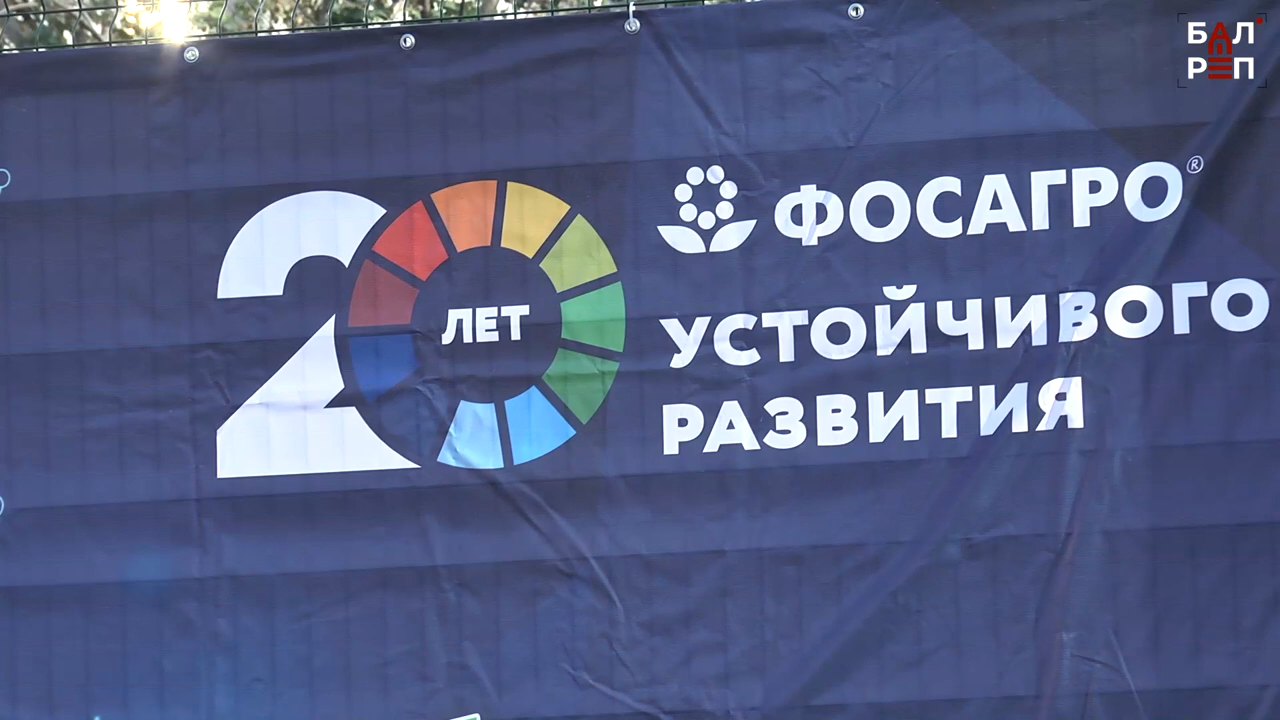 БАЛ
РЕП
20 ЛЕТ
ФОСАГРО®
УСТОЙЧИВОГО
РАЗВИТИЯ